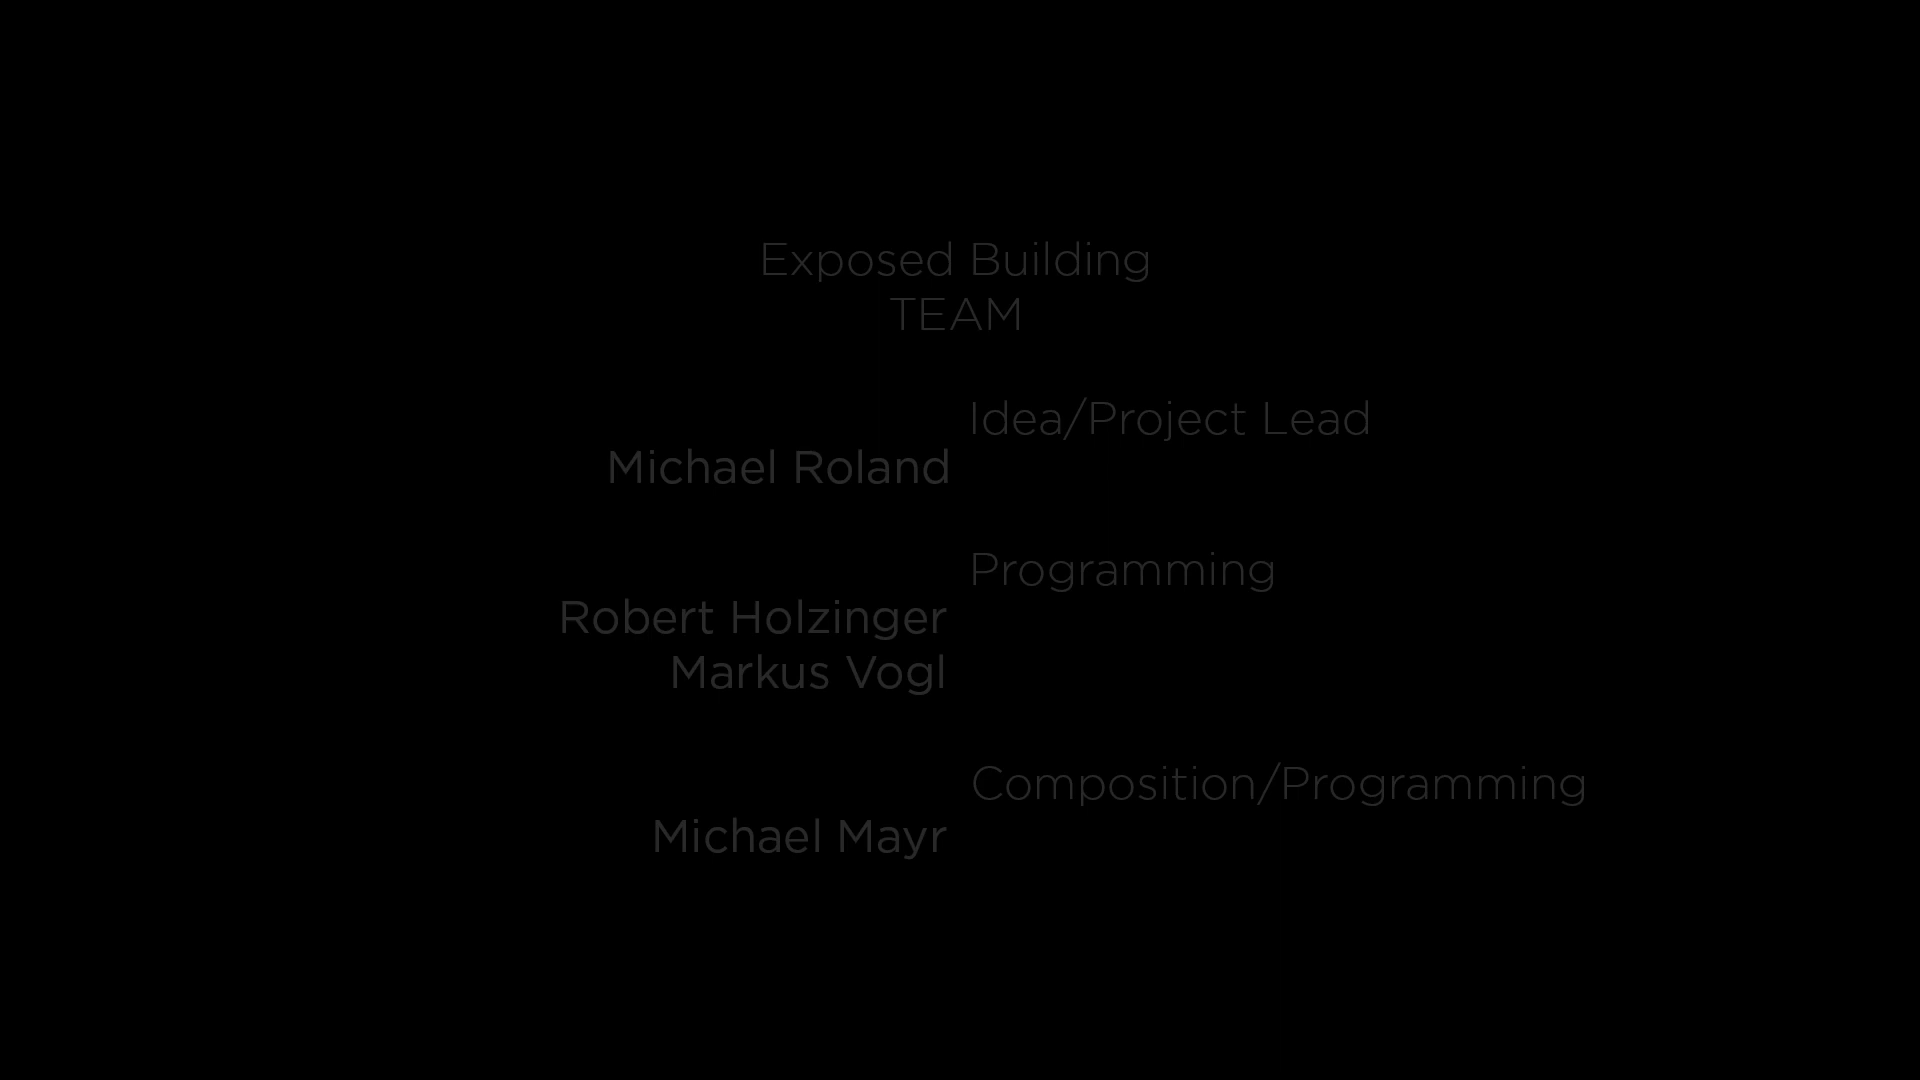 Exposed Building
TEAM
Idea/Project Lead
Michael Roland
Programming
Robert Holzinger
Markus Vogl
Composition/Programming
Michael Mayr